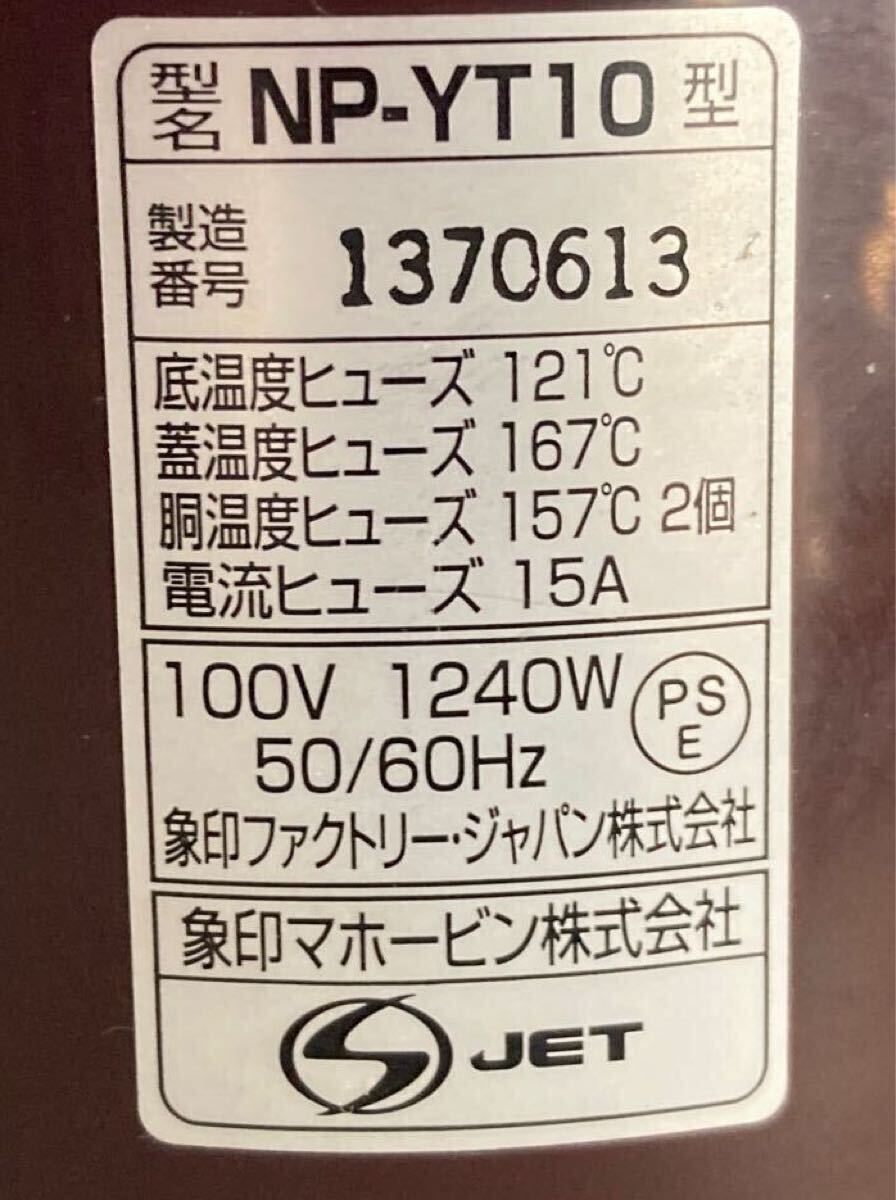 型名 NP-YT10 型
製造番号 1370613
底温度ヒューズ 121℃
蓋温度ヒューズ 167℃
胴温度ヒューズ 157℃ 2個
電流ヒューズ 15A
100V 1240W
PSE
50/60Hz
象印ファクトリー・ジャパン株式会社
象印マホービン株式会社
S JET